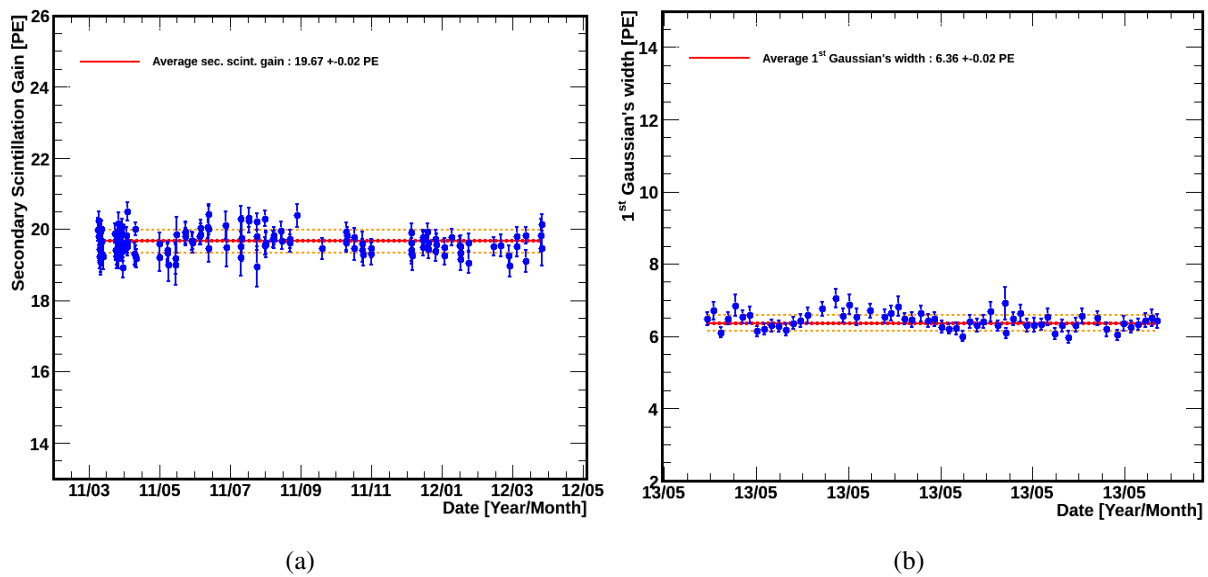 Secondary Scintillation Gain [PE]
26
24
22
20
18
16
14
Average sec. scint. gain : 19.67 +-0.02 PE
11/03 11/05 11/07 11/09 11/11 12/01 12/03 12/05
Date [Year/Month]
(a)
1st Gaussian's width [PE]
14
12
10
8
6
4
2
Average 1st Gaussian's width : 6.36 +-0.02 PE
13/05 13/05 13/05 13/05 13/05 13/05
Date [Year/Month]
(b)